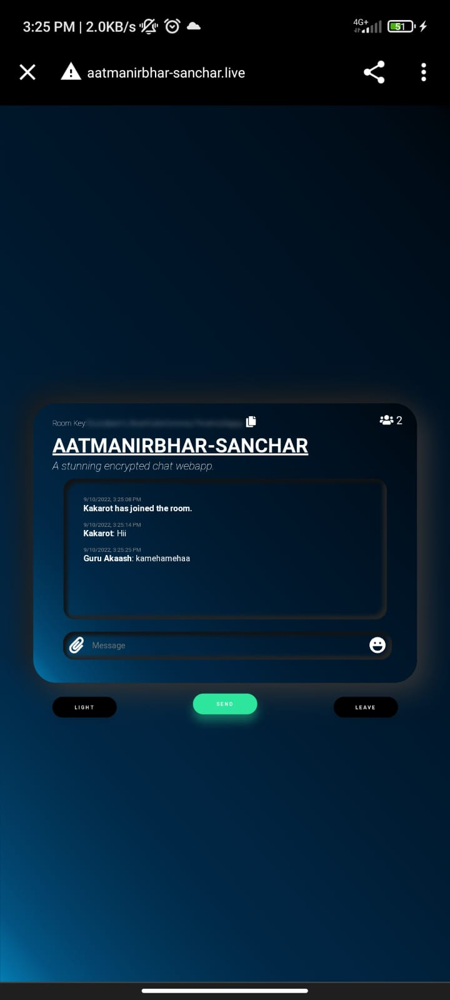 3:25 PM | 2.0KB/s
4G+
51
aatmanirbhar-sanchar.live
Room Key
2
AATMANIRBHAR-SANCHAR
A stunning encrypted chat webapp.
9/10/2022, 3:25:08 PM
Kakarot has joined the room.
9/10/2022, 3:25:14 PM
Kakarot: Hii
9/10/2022, 3:25:25 PM
Guru Akaash: kamehamehaa
Message
LIGHT
SEND
LEAVE